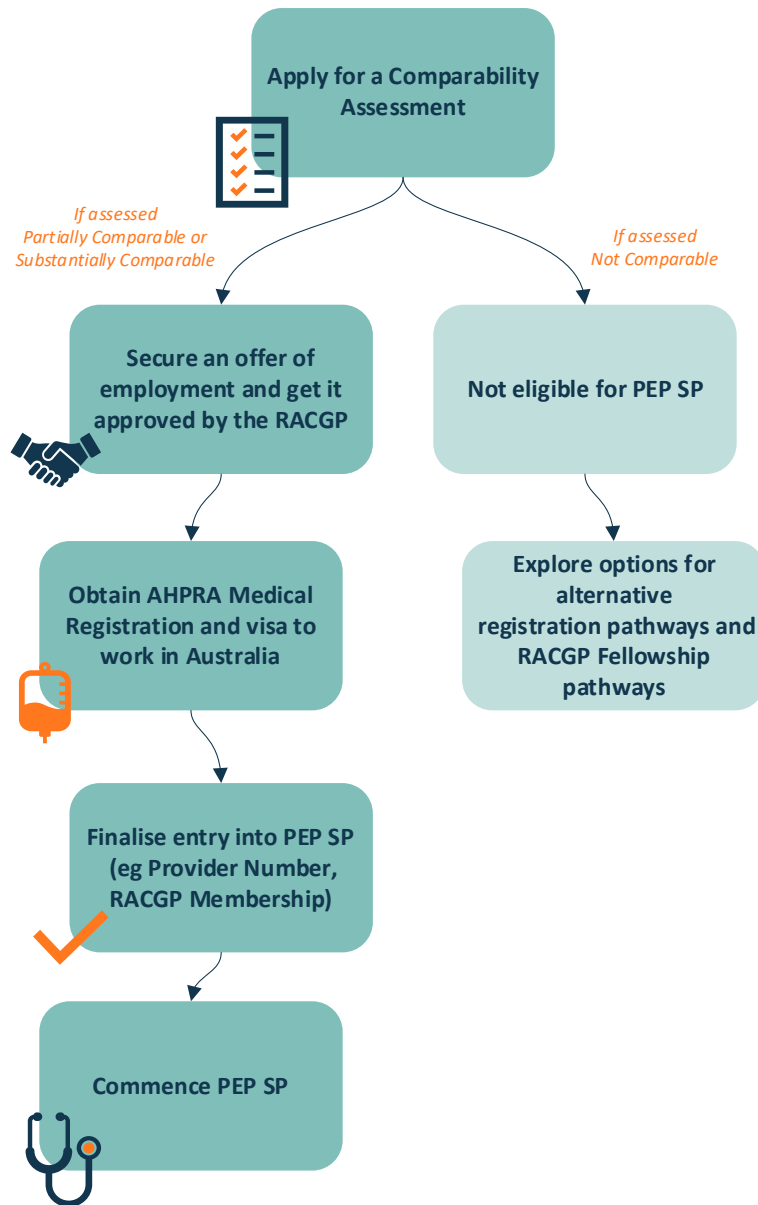 Apply for a Comparability
Assessment
If assessed
Partially Comparable or
Substantially Comparable
If assessed
Not Comparable
Secure an offer of
employment and get it
approved by the RACGP
Not eligible for PEP SP
Obtain AHPRA Medical
Registration and visa to
work in Australia
Explore options for
alternative
registration pathways and
RACGP Fellowship
pathways
Finalise entry into PEP SP
(eg Provider Number,
RACGP Membership)
Commence PEP SP